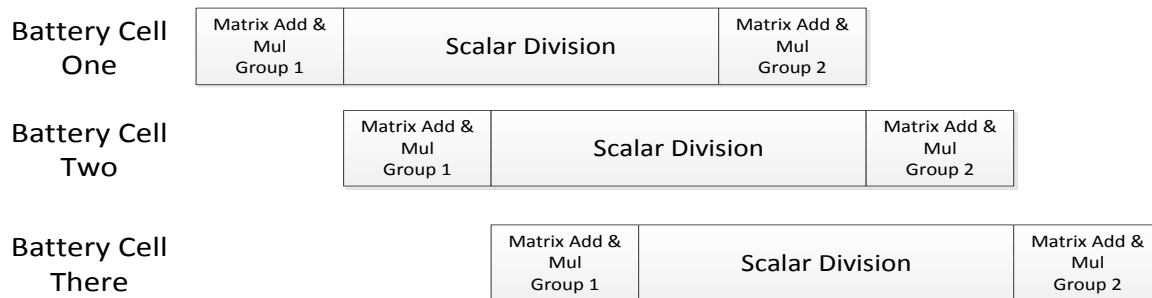 Battery Cell
One
Matrix Add &
Mul
Group 1
Scalar Division
Matrix Add &
Mul
Group 2
Battery Cell
Two
Matrix Add &
Mul
Group 1
Scalar Division
Matrix Add &
Mul
Group 2
Battery Cell
There
Matrix Add &
Mul
Group 1
Scalar Division
Matrix Add &
Mul
Group 2